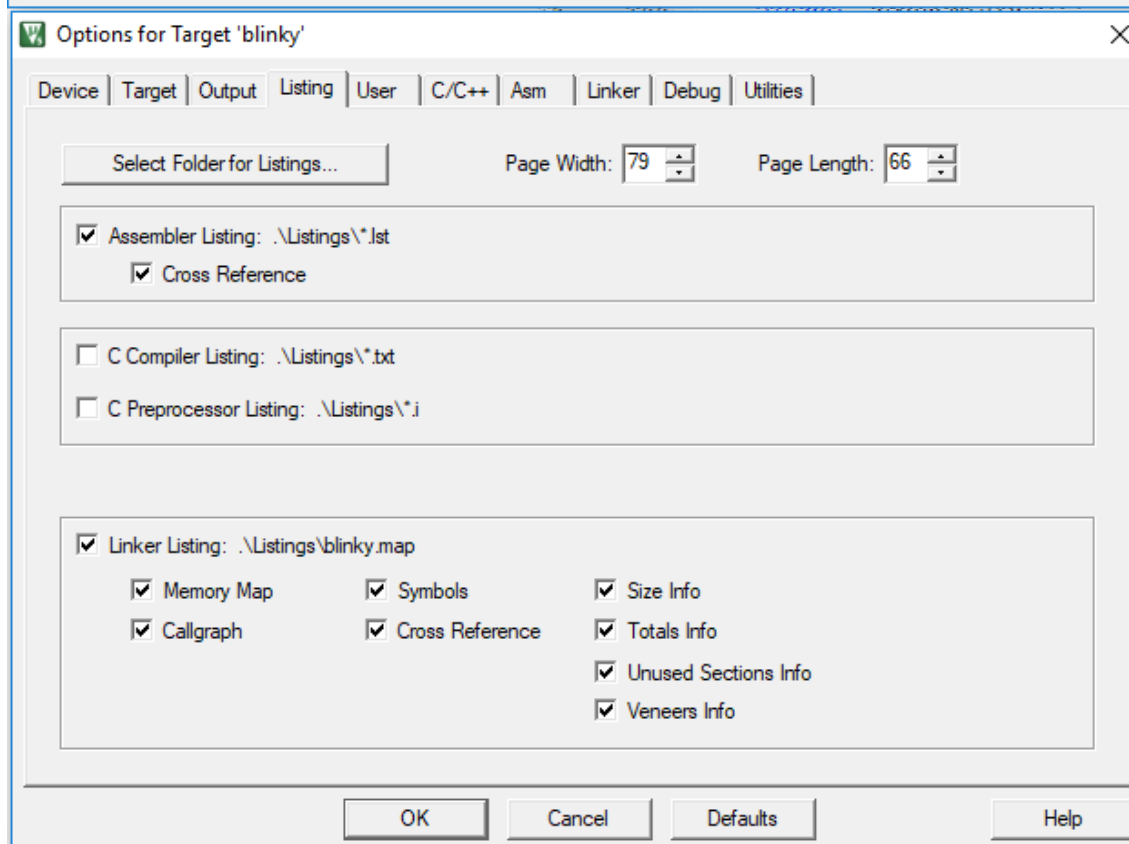 Options for Target 'blinky'
Device Target Output Listing User C/C++ Asm Linker Debug Utilities
Select Folder for Listings... Page Width: 79 Page Length: 66
Assembler Listing: .\Listings\*.lst
Cross Reference
C Compiler Listing: .\Listings\*.txt
C Preprocessor Listing: .\Listings\*.i
Linker Listing: .\Listings\blinky.map
Memory Map Symbols Size Info
Callgraph Cross Reference Totals Info
Unused Sections Info
Veneers Info
OK Cancel Defaults Help